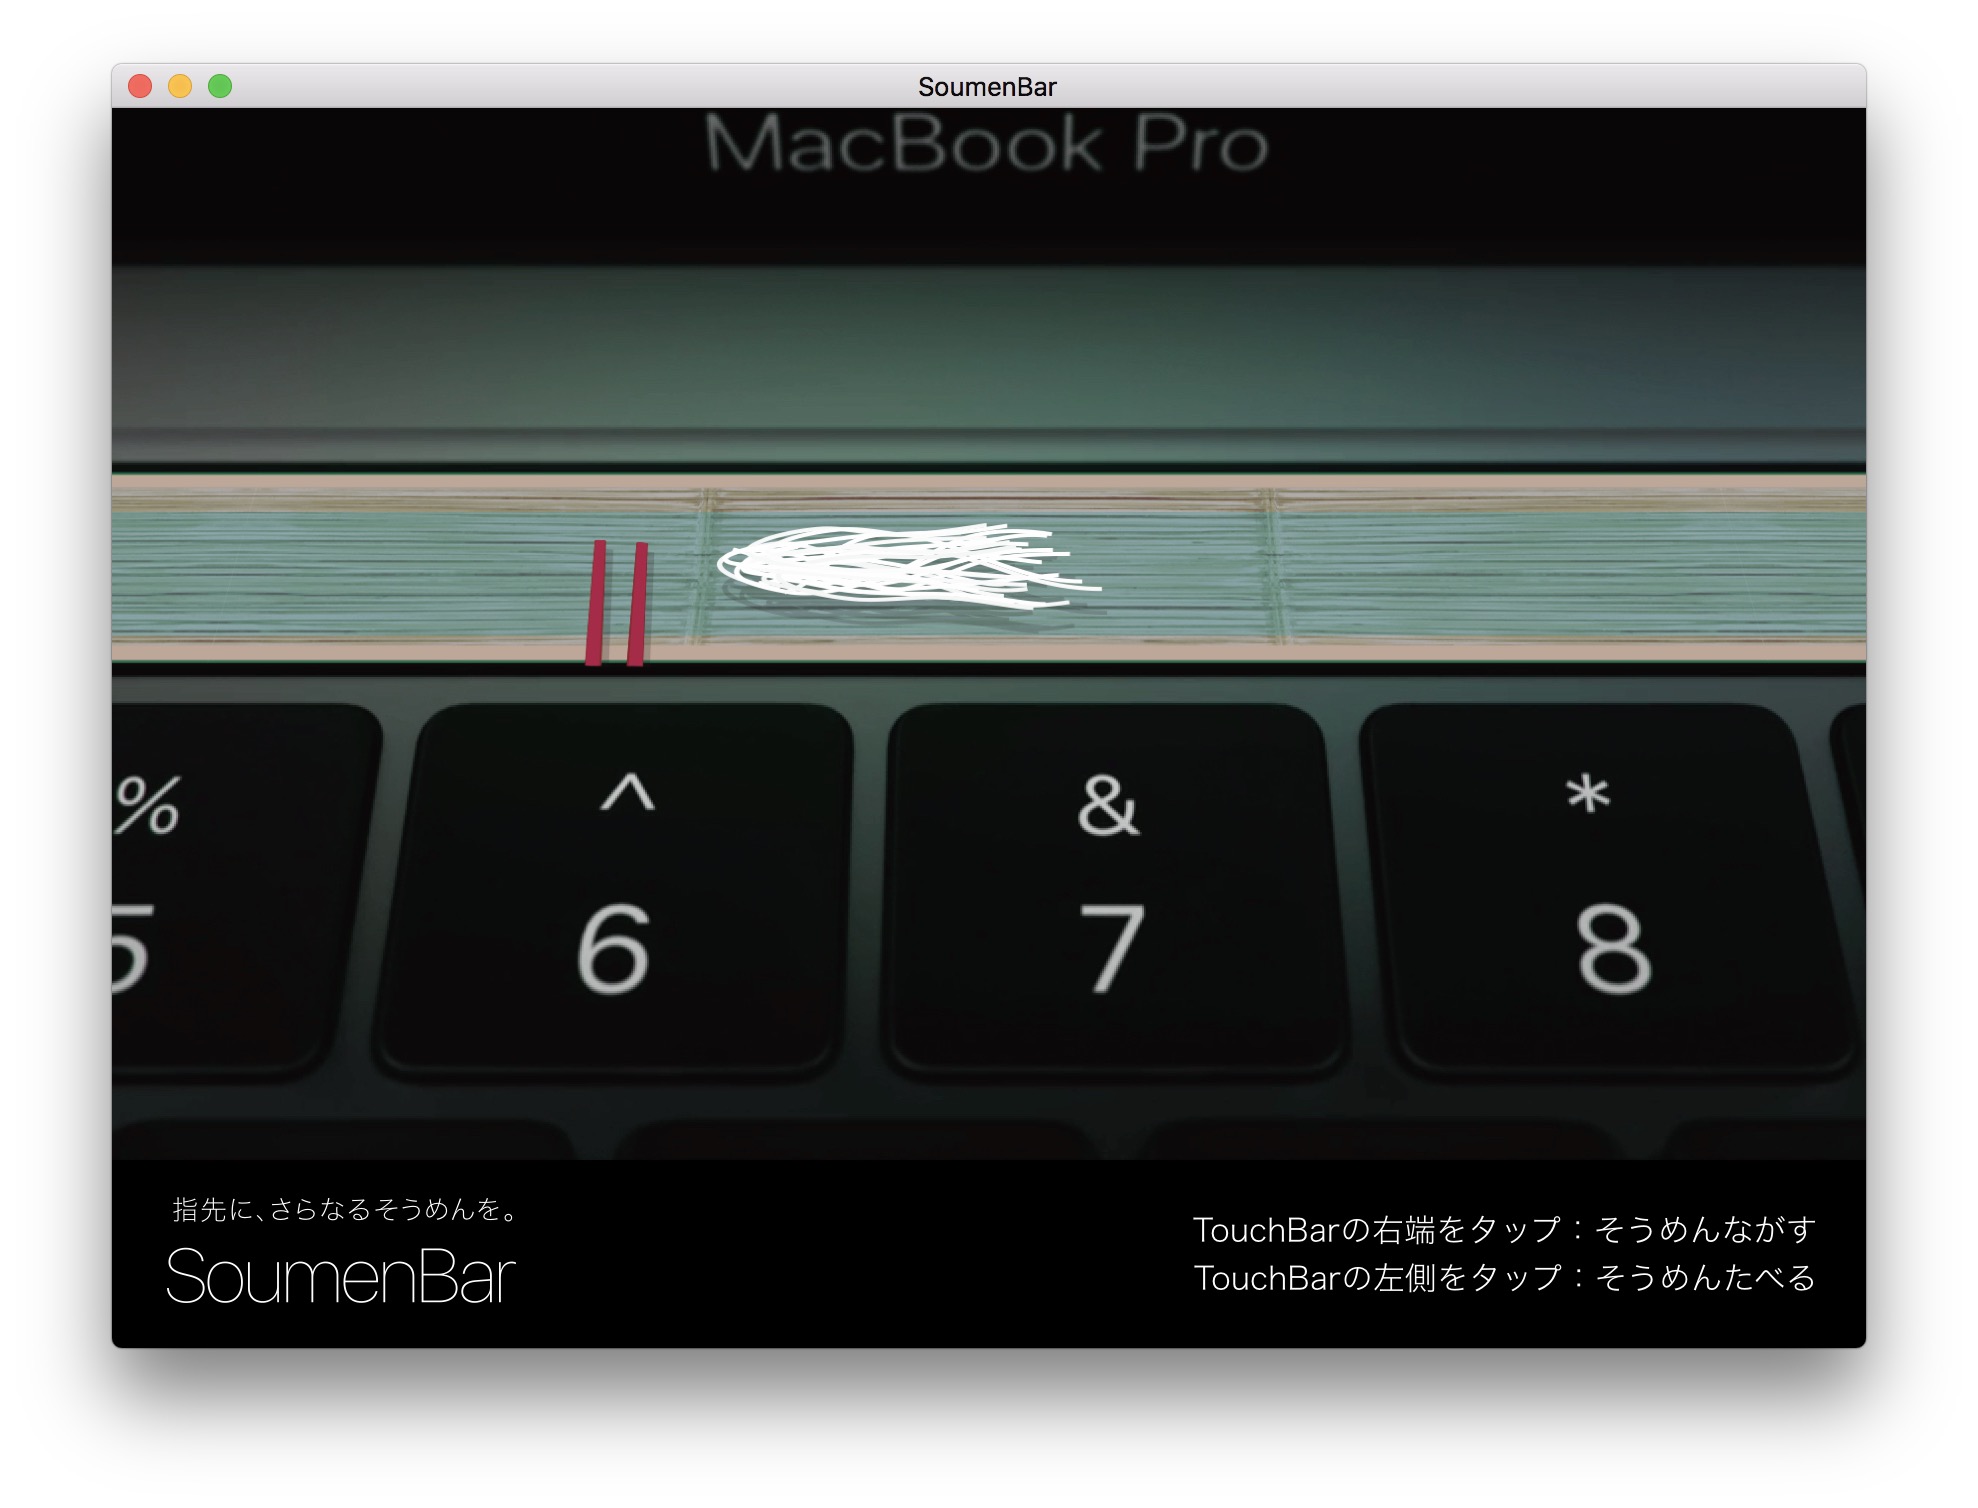 SoumenBar
MacBook Pro
% ^ & *
5 6 7 8
指先に、さらなるそうめんを。
SoumenBar
TouchBarの右端をタップ：そうめんながす
TouchBarの左側をタップ：そうめんたべる